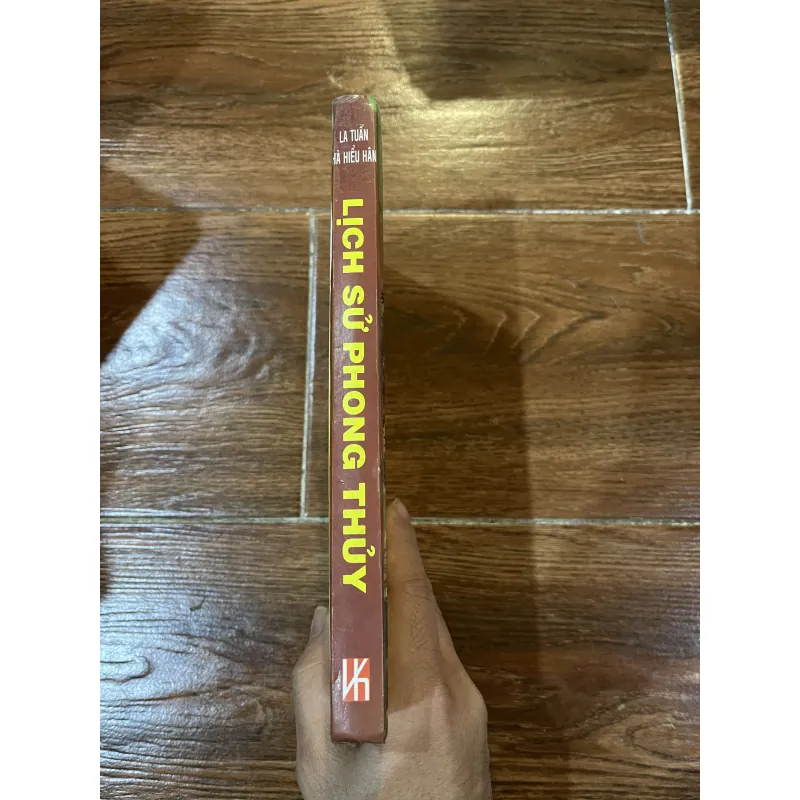 LA TUẤN
HÀ HIỂU HÂN
LỊCH SỬ PHONG THỦY